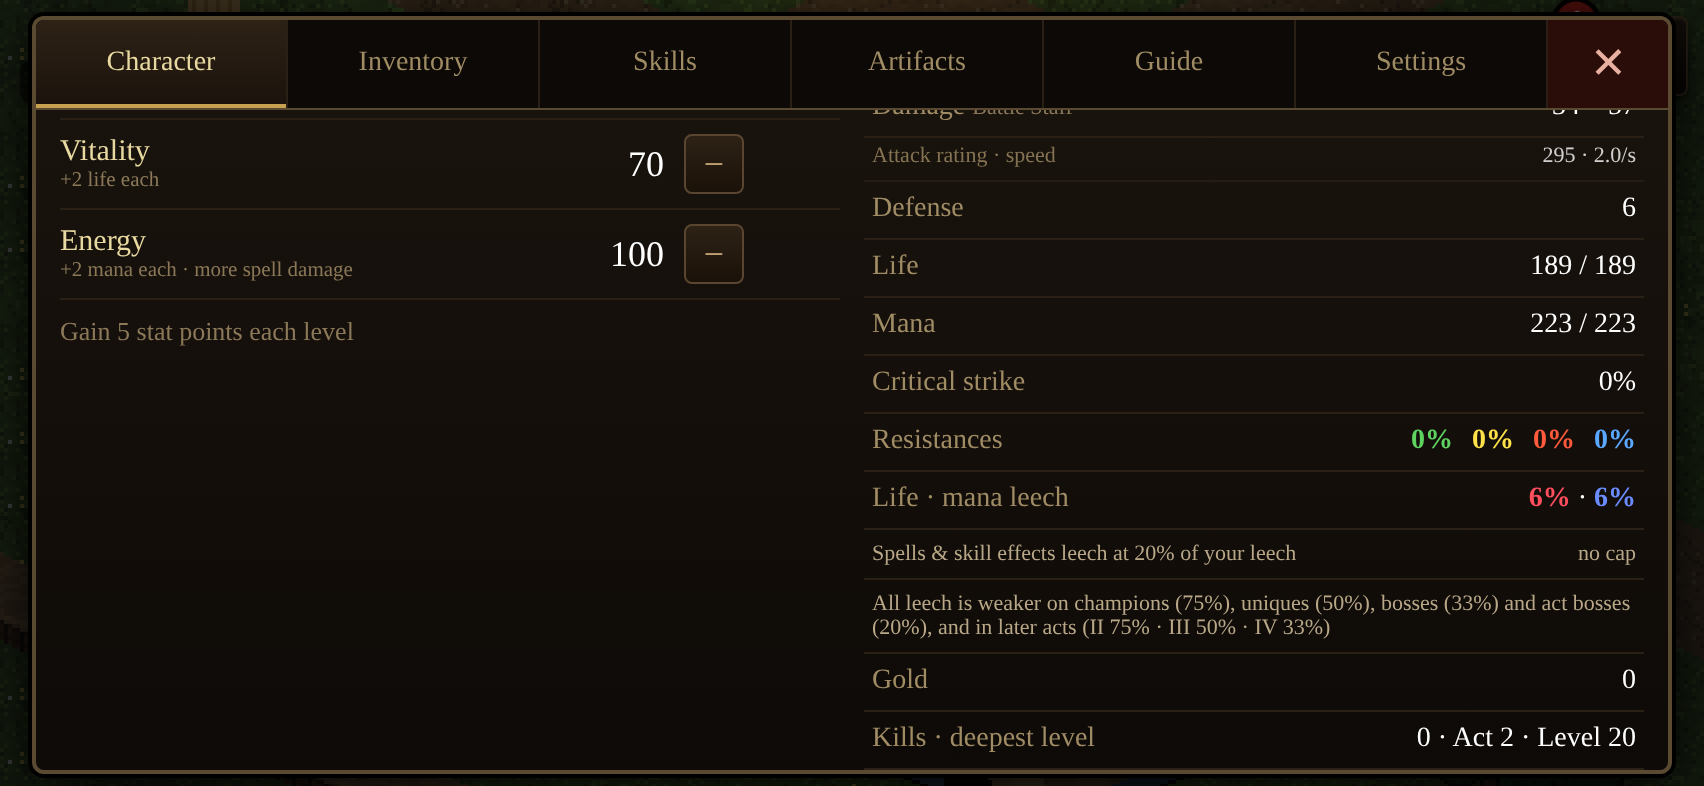 Character Inventory Skills Artifacts Guide Settings ✕
Vitality
+2 life each
70 −
Energy
+2 mana each · more spell damage
100 −
Gain 5 stat points each level
Damage Battle Staff
Attack rating · speed 295 · 2.0/s
Defense 6
Life 189 / 189
Mana 223 / 223
Critical strike 0%
Resistances 0% 0% 0% 0%
Life · mana leech 6% · 6%
Spells & skill effects leech at 20% of your leech no cap
All leech is weaker on champions (75%), uniques (50%), bosses (33%) and act bosses
(20%), and in later acts (II 75% · III 50% · IV 33%)
Gold 0
Kills · deepest level 0 · Act 2 · Level 20